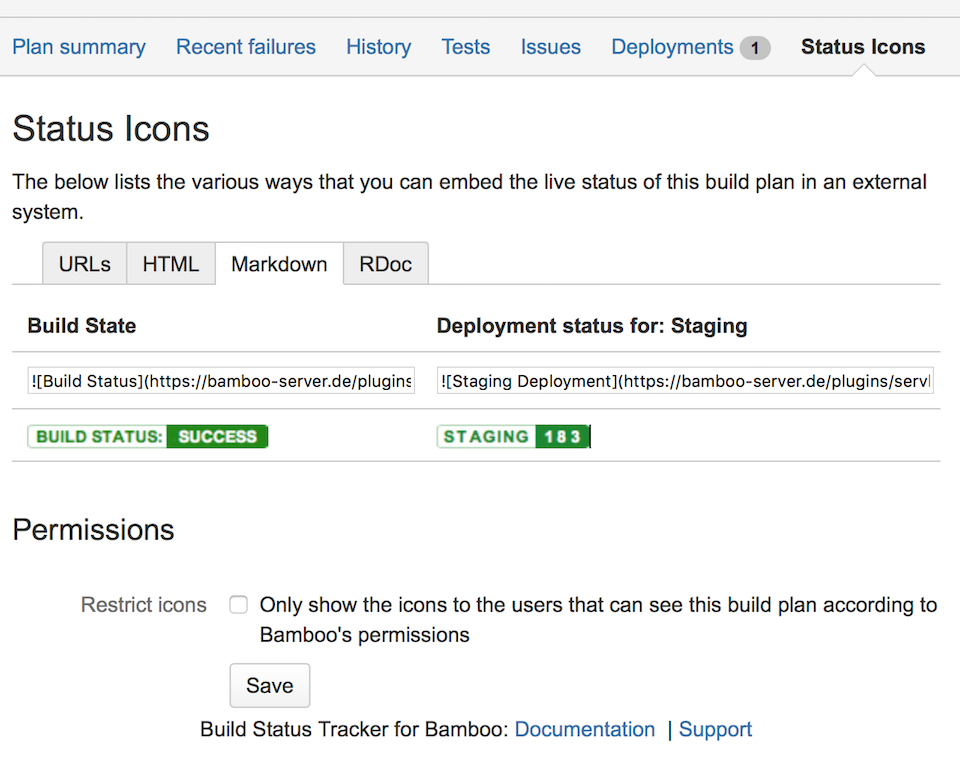 Plan summary Recent failures History Tests Issues Deployments 1 Status Icons
Status Icons
The below lists the various ways that you can embed the live status of this build plan in an external
system.
URLs HTML Markdown RDoc
Build State Deployment status for: Staging
![Build Status](https://bamboo-server.de/plugins ![Staging Deployment](https://bamboo-server.de/plugins/servl
BUILD STATUS: SUCCESS STAGING 183
Permissions
Restrict icons Only show the icons to the users that can see this build plan according to
Bamboo's permissions
Save
Build Status Tracker for Bamboo: Documentation | Support